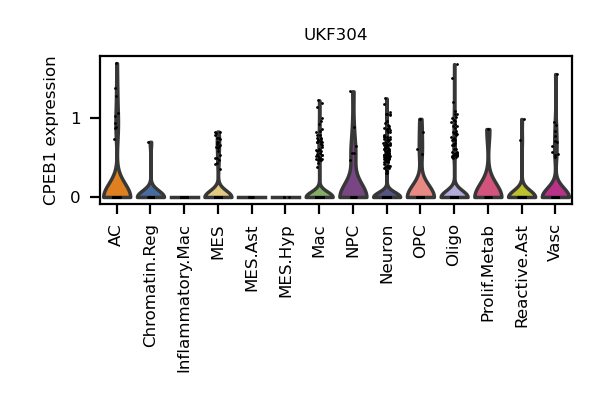 UKF304
CPEB1 expression
1
0
AC
Chromatin.Reg
Inflammatory.Mac
MES
MES.Ast
MES.Hyp
Mac
NPC
Neuron
OPC
Oligo
Prolif.Metab
Reactive.Ast
Vasc